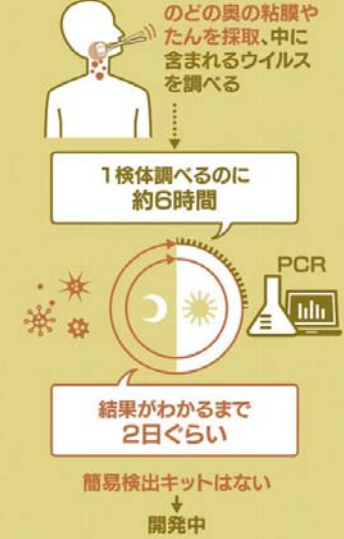 のどの奥の粘膜や
たんを採取、中に
含まれるウイルス
を調べる
1検体調べるのに
約6時間
PCR
結果がわかるまで
2日ぐらい
簡易検出キットはない
開発中